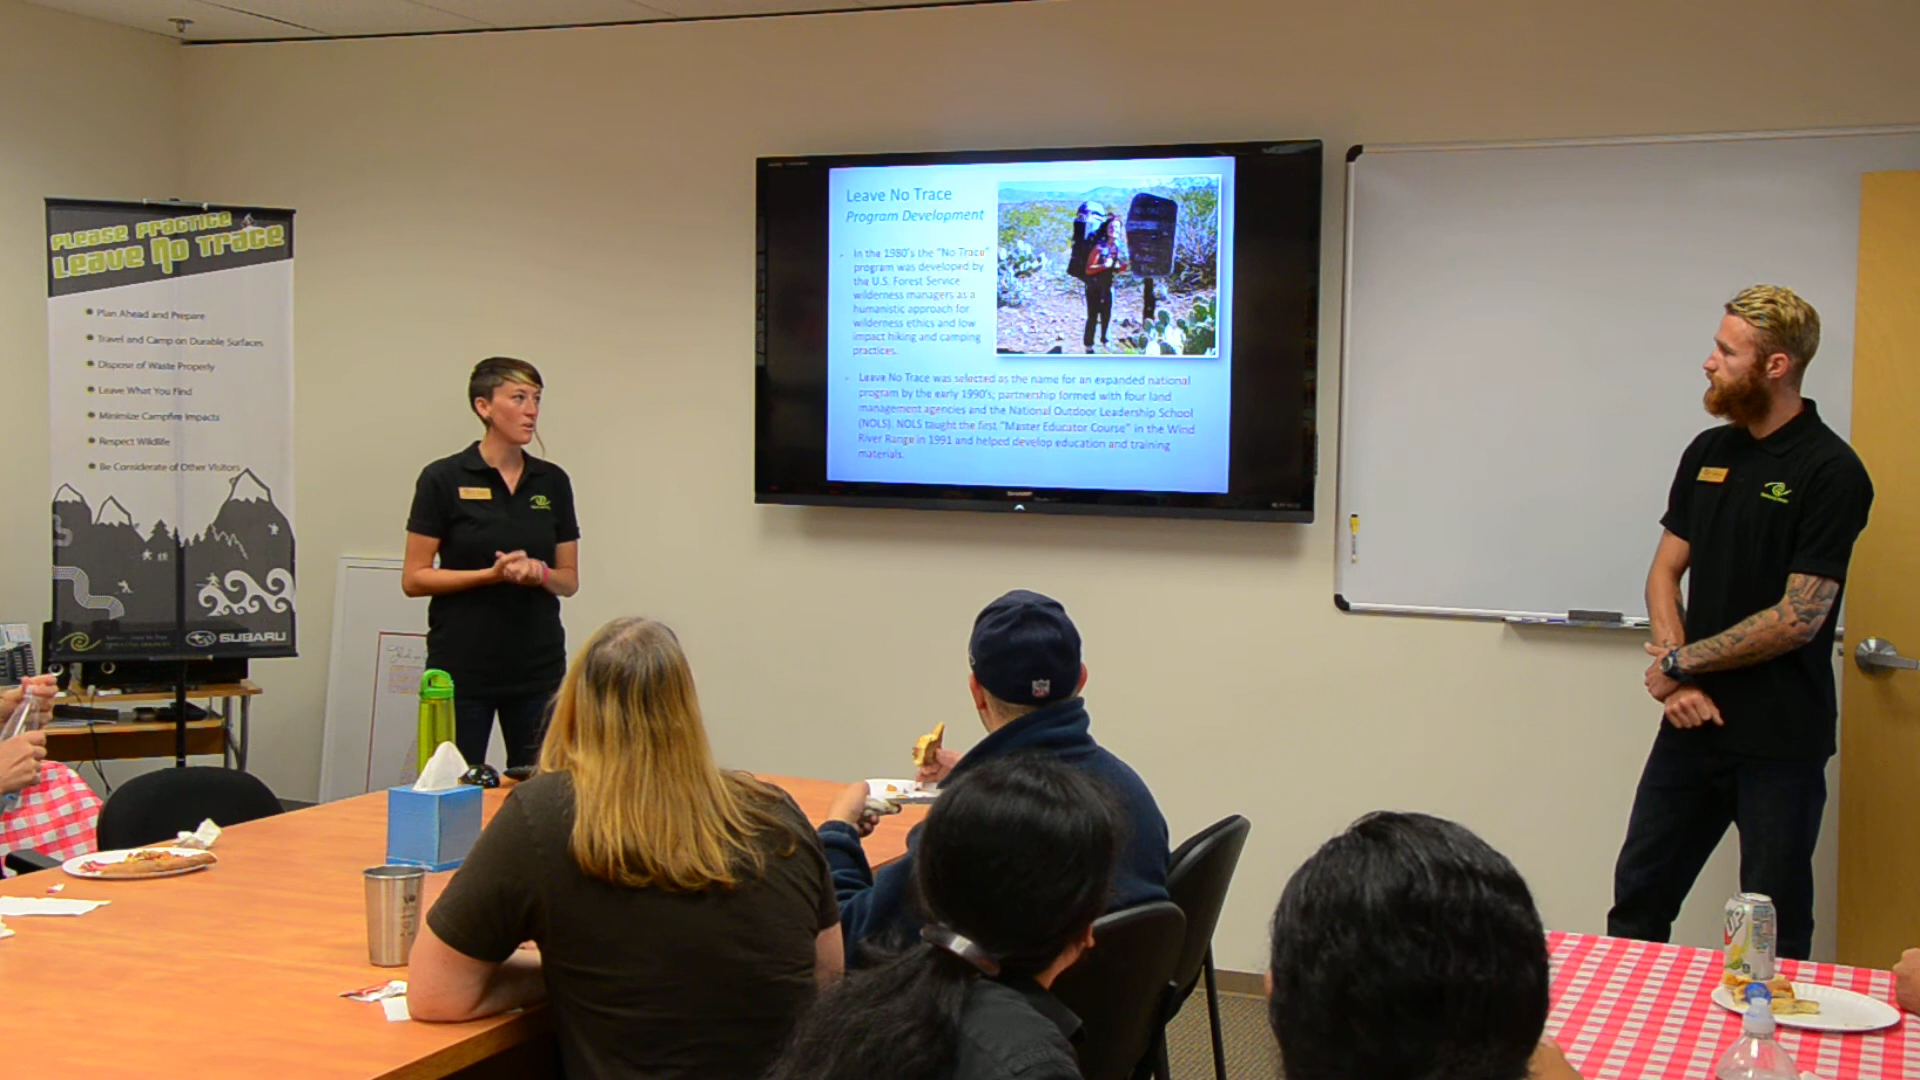 PLEASE PRACTICE
Leave No Trace
Plan Ahead and Prepare
Travel and Camp on Durable Surfaces
Dispose of Waste Properly
Leave What You Find
Minimize Campfire Impacts
Respect Wildlife
Be Considerate of Other Visitors
SUBARU
Leave No Trace
Program Development
In the 1980's the "No Trace"
program was developed by
the U.S. Forest Service
wilderness managers as a
humanistic approach for
wilderness ethics and low
impact hiking and camping
practices.
Leave No Trace was selected as the name for an expanded national
program by the early 1990's; partnership formed with four land
management agencies and the National Outdoor Leadership School
(NOLS). NOLS taught the first "Master Educator Course" in the Wind
River Range in 1991 and helped develop education and training
materials.
SHARP
NFL